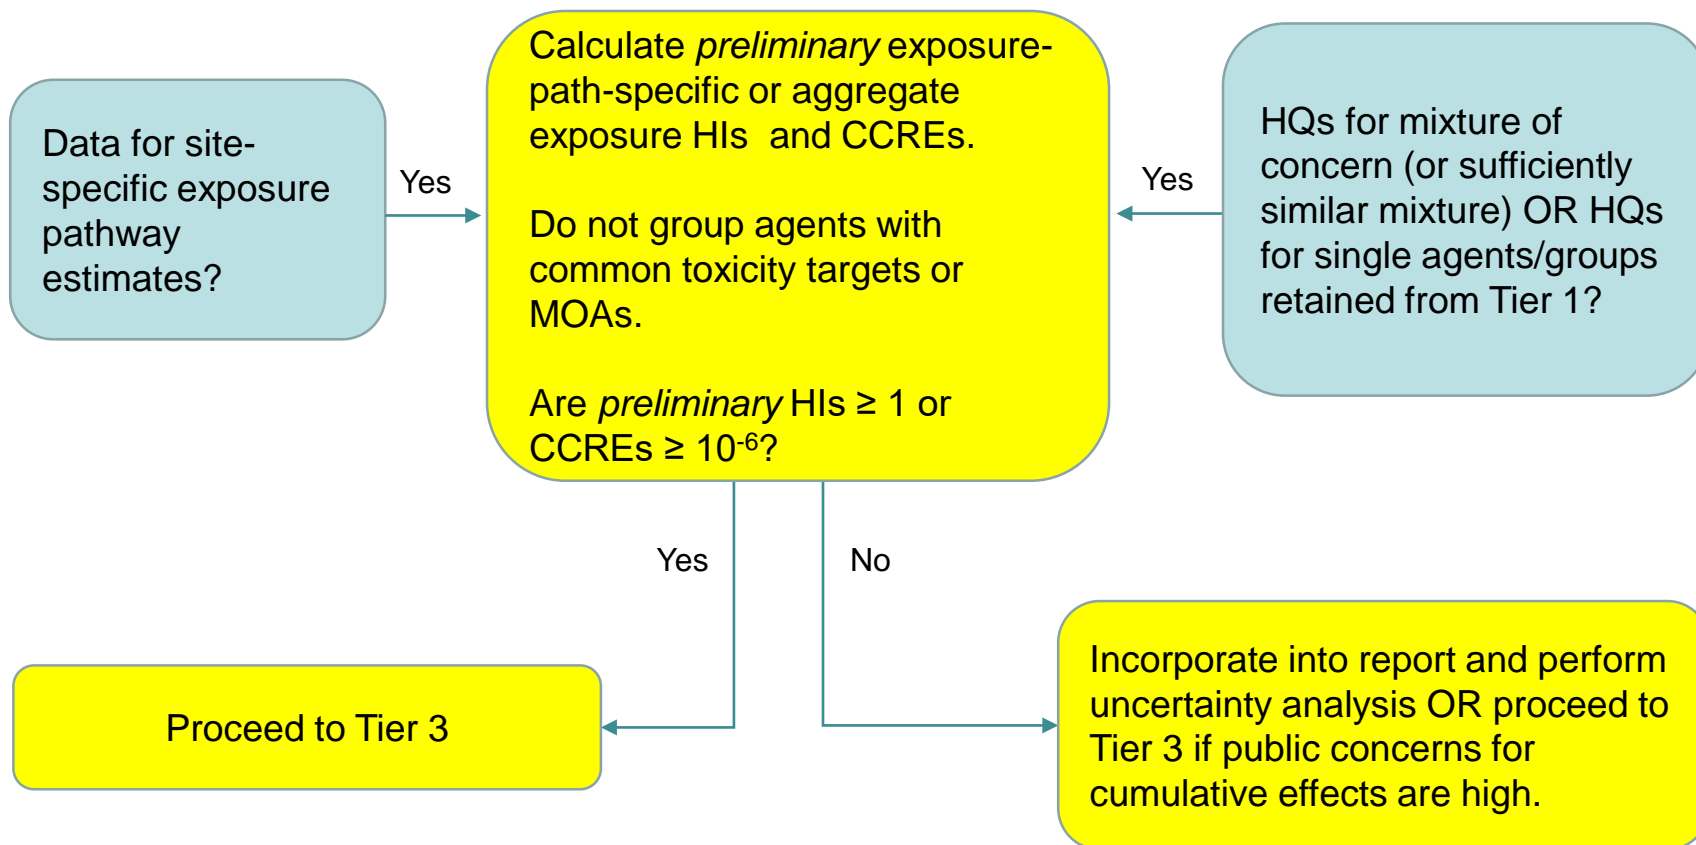 Data for site-
specific exposure
pathway
estimates?
Yes
Calculate preliminary exposure-
path-specific or aggregate
exposure HIs and CCREs.
Do not group agents with
common toxicity targets or
MOAs.
Are preliminary HIs ≥ 1 or
CCREs ≥ 10⁻⁶?
Yes
HQs for mixture of
concern (or sufficiently
similar mixture) OR HQs
for single agents/groups
retained from Tier 1?
Yes
No
Proceed to Tier 3
Incorporate into report and perform
uncertainty analysis OR proceed to
Tier 3 if public concerns for
cumulative effects are high.